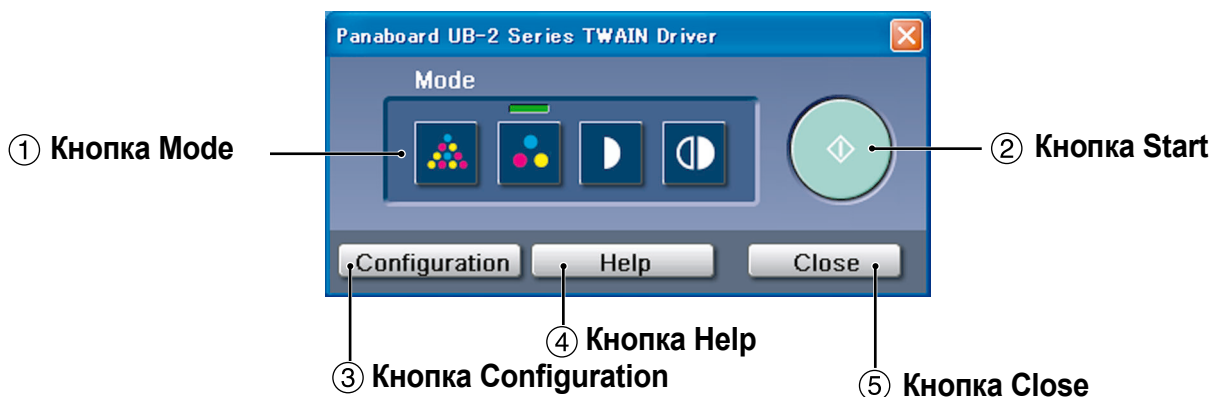 Panaboard UB-2 Series TWAIN Driver
Mode
① Кнопка Mode
② Кнопка Start
Configuration
Help
Close
④ Кнопка Help
③ Кнопка Configuration
⑤ Кнопка Close